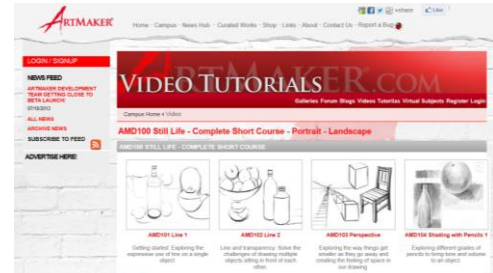 ARTMAKER
Home · Campus · News Hub · Curated Works · Shop · Links · About · Contact Us · Report a Bug
Like
LOGIN / SIGNUP
NEWS FEED
ARTMAKER DEVELOPMENT
TEAM GETTING CLOSE TO
BETA LAUNCH!
07/18/2012
ALL NEWS
ARCHIVE NEWS
SUBSCRIBE TO FEED
ADVERTISE HERE!
VIDEO TUTORIALS
Galleries Forum Blogs Videos Tutorials Virtual Subjects Register Login
Campus Home › Video
AMD100 Still Life - Complete Short Course - Portrait - Landscape
AMD100 STILL LIFE - COMPLETE SHORT COURSE
AMD101 Line 1
Getting started. Exploring the
expressive use of line on a single
object
AMD102 Line 2
Line and transparency. Solve the
challenges of drawing multiple
objects sitting in front of each
other.
AMD103 Perspective
Exploring the way things get
smaller as they go away and
creating the feeling of space in
our drawing
AMD104 Shading with Pencils 1
Exploring different grades of
pencils to bring tone and volume
to an object